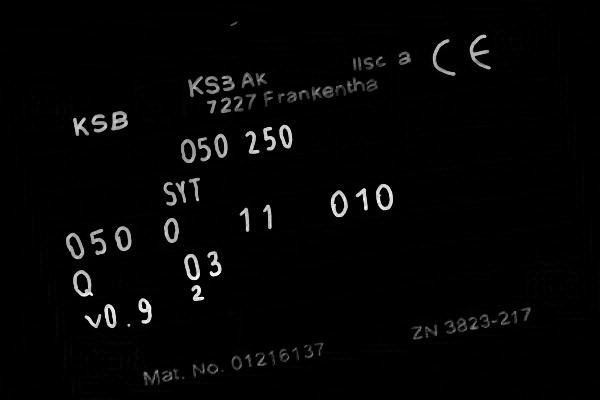 KSB KS3 Ak llsc a CE
7227 Frankentha
050 250
SYT
050 0 11 010
Q 03
2
v0.9
Mat. No. 01216137 ZN 3823-217